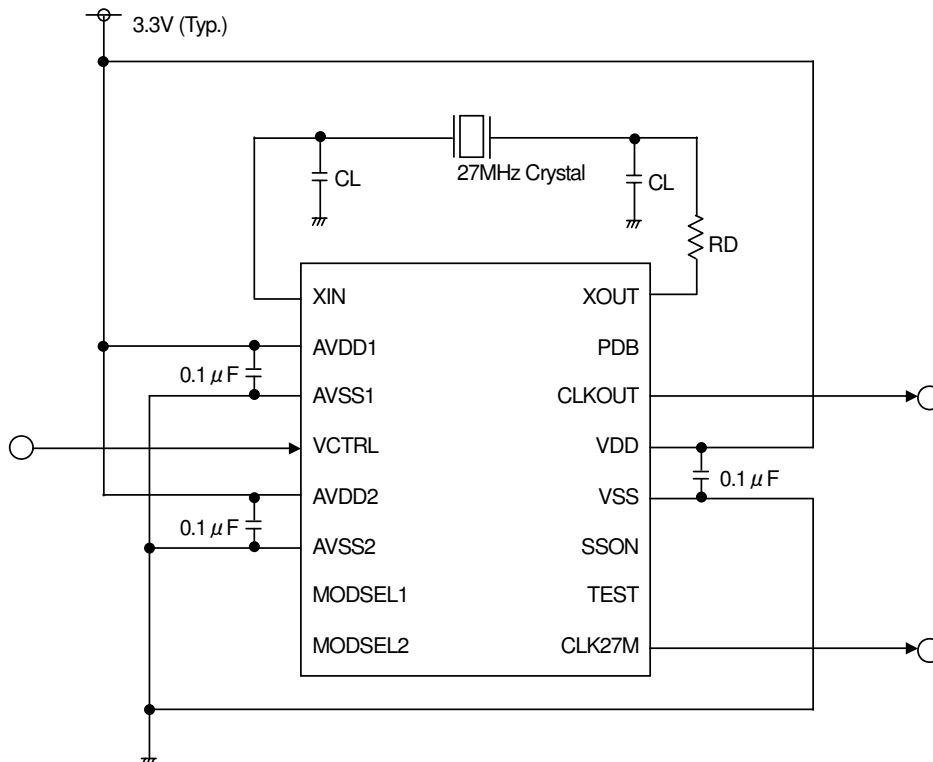 3.3V (Typ.)
27MHz Crystal
CL
CL
RD
XIN
XOUT
AVDD1
PDB
0.1 μF
AVSS1
CLKOUT
VCTRL
VDD
0.1 μF
AVDD2
VSS
0.1 μF
AVSS2
SSON
MODSEL1
TEST
MODSEL2
CLK27M